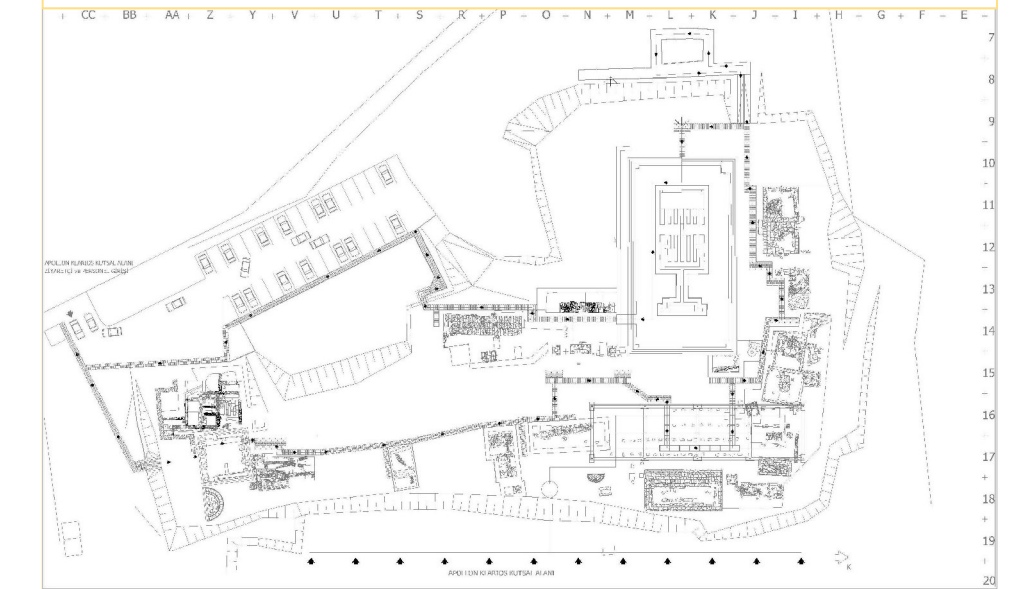 CC BB AA Z Y V U T S R P O N M L K J I H G F E
7
8
9
10
11
12
APOLLON KLARIOS KUTSAL ALANI
ZİYARETÇİ ve PERSONEL GİRİŞİ
13
14
15
16
17
18
19
K
APOLLON KLARIOS KUTSAL ALANI
20